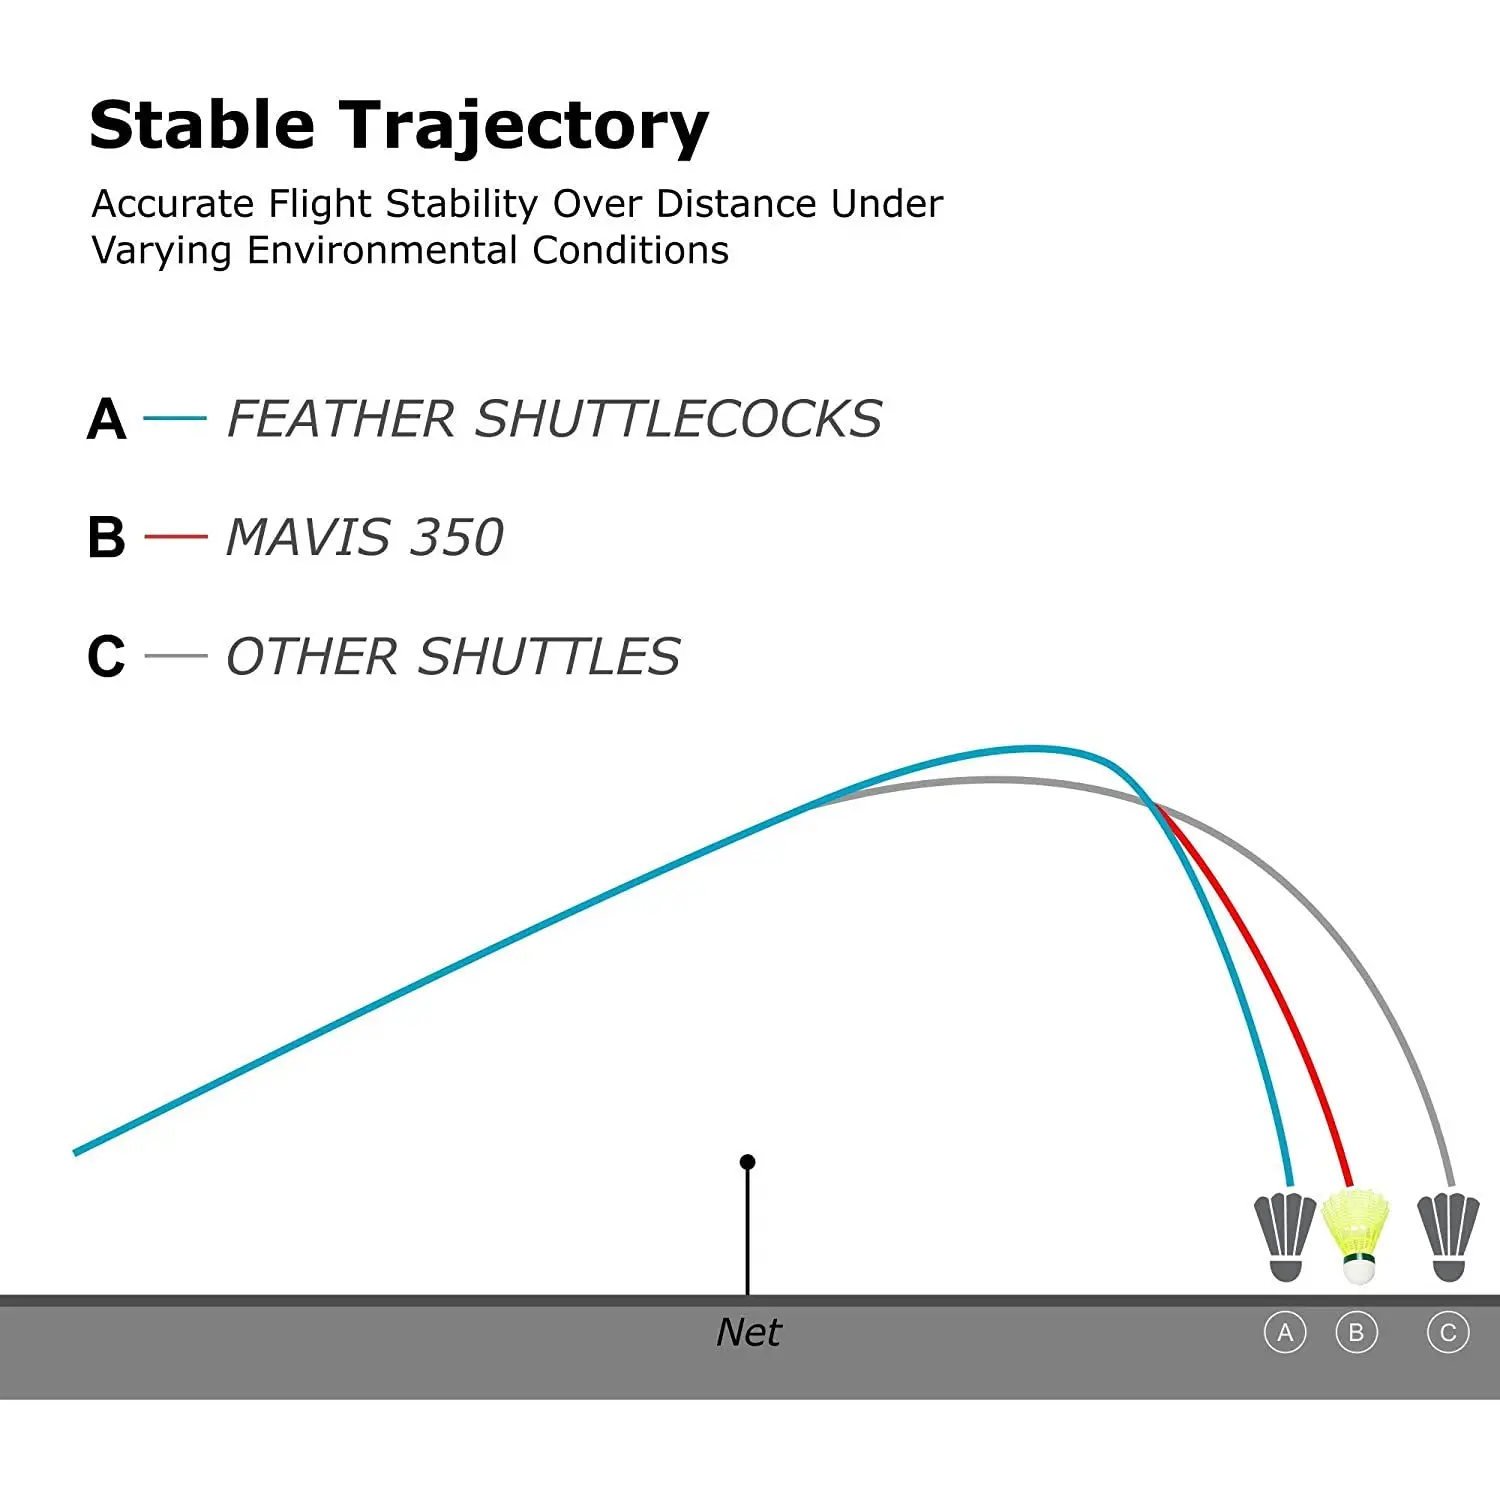 Stable Trajectory
Accurate Flight Stability Over Distance Under
Varying Environmental Conditions
A FEATHER SHUTTLECOCKS
B MAVIS 350
C OTHER SHUTTLES
Net
A B C